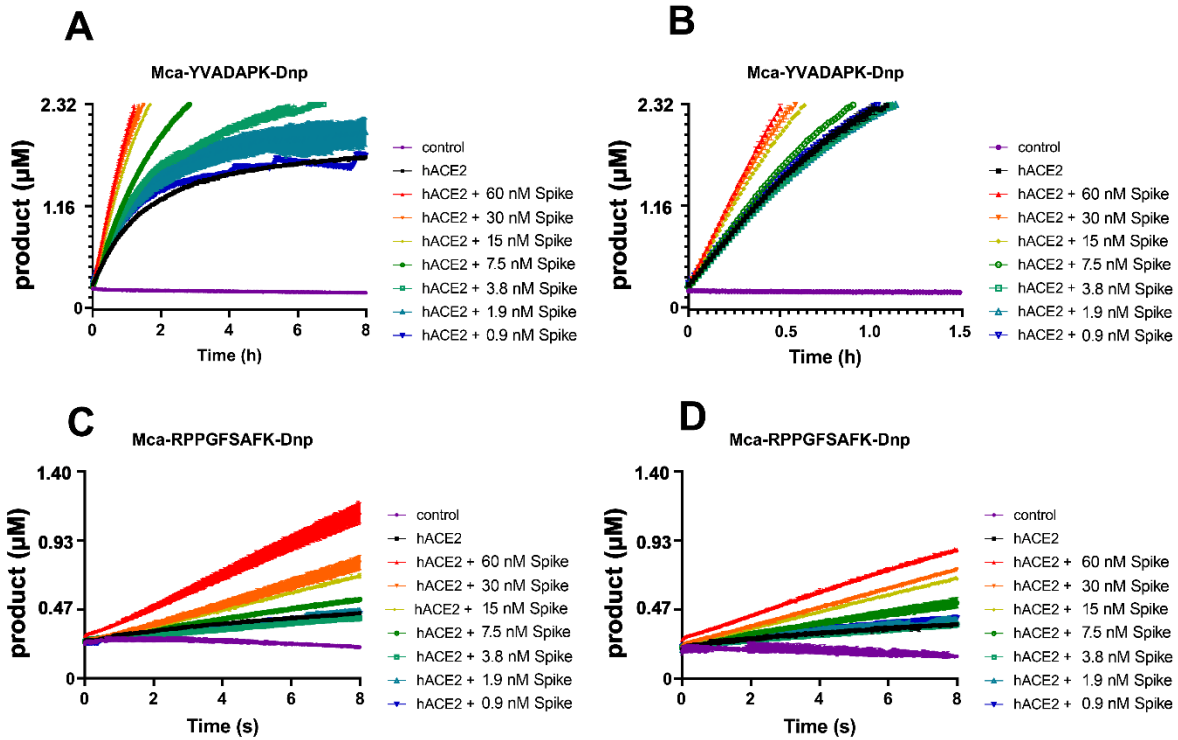 A
Mca-YVADAPK-Dnp
product (µM)
2.32
1.16
0
0 2 4 6 8
Time (h)
control
hACE2
hACE2 + 60 nM Spike
hACE2 + 30 nM Spike
hACE2 + 15 nM Spike
hACE2 + 7.5 nM Spike
hACE2 + 3.8 nM Spike
hACE2 + 1.9 nM Spike
hACE2 + 0.9 nM Spike
B
Mca-YVADAPK-Dnp
product (µM)
2.32
1.16
0
0 0.5 1.0 1.5
Time (h)
control
hACE2
hACE2 + 60 nM Spike
hACE2 + 30 nM Spike
hACE2 + 15 nM Spike
hACE2 + 7.5 nM Spike
hACE2 + 3.8 nM Spike
hACE2 + 1.9 nM Spike
hACE2 + 0.9 nM Spike
C
Mca-RPPGFSAFK-Dnp
product (µM)
1.40
0.93
0.47
0
0 2 4 6 8
Time (s)
control
hACE2
hACE2 + 60 nM Spike
hACE2 + 30 nM Spike
hACE2 + 15 nM Spike
hACE2 + 7.5 nM Spike
hACE2 + 3.8 nM Spike
hACE2 + 1.9 nM Spike
hACE2 + 0.9 nM Spike
D
Mca-RPPGFSAFK-Dnp
product (µM)
1.40
0.93
0.47
0
0 2 4 6 8
Time (s)
control
hACE2
hACE2 + 60 nM Spike
hACE2 + 30 nM Spike
hACE2 + 15 nM Spike
hACE2 + 7.5 nM Spike
hACE2 + 3.8 nM Spike
hACE2 + 1.9 nM Spike
hACE2 + 0.9 nM Spike